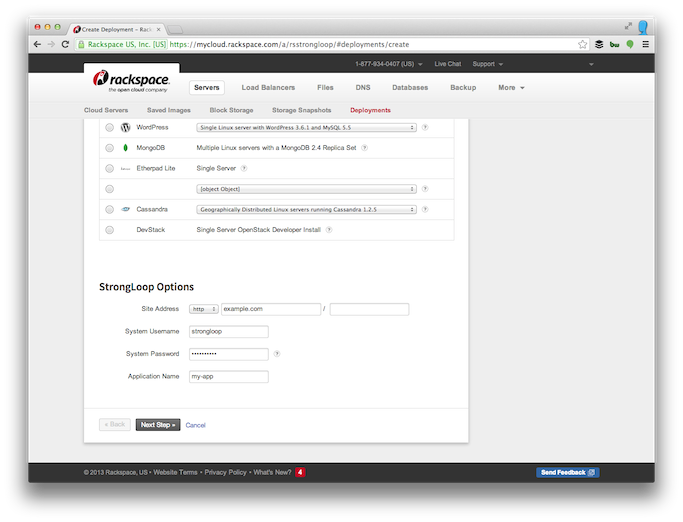 Create Deployment – Rackspa
Rackspace US, Inc. [US] https://mycloud.rackspace.com/a/rsstrongloop/#deployments/create
1-877-934-0407 (US) Live Chat Support
rackspace.
the open cloud company
Servers Load Balancers Files DNS Databases Backup More
Cloud Servers Saved Images Block Storage Storage Snapshots Deployments
WordPress Single Linux server with WordPress 3.6.1 and MySQL 5.5 ?
MongoDB Multiple Linux servers with a MongoDB 2.4 Replica Set ?
Etherpad Lite Single Server ?
[object Object] ?
Cassandra Geographically Distributed Linux servers running Cassandra 1.2.5 ?
DevStack Single Server OpenStack Developer Install ?
StrongLoop Options
Site Address http example.com /
System Username strongloop
System Password •••••••••• ?
Application Name my-app
« Back Next Step » Cancel
© 2013 Rackspace, US • Website Terms • Privacy Policy • What's New? 4 Send Feedback